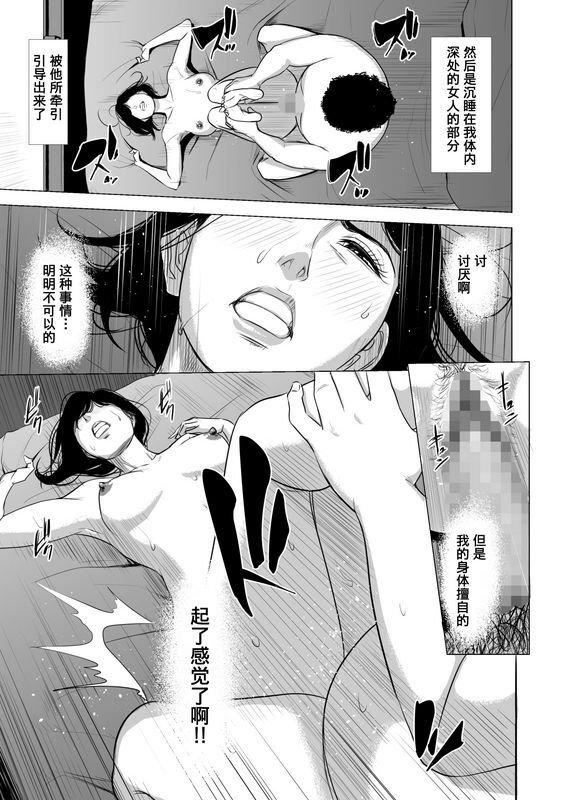 然后是沉睡在我体内
深处的女人的部分
被他所牵引
引导出来了
讨
讨厌啊
这种事情…
明明不可以的
但是
我的身体擅自的
起了感觉了啊!!